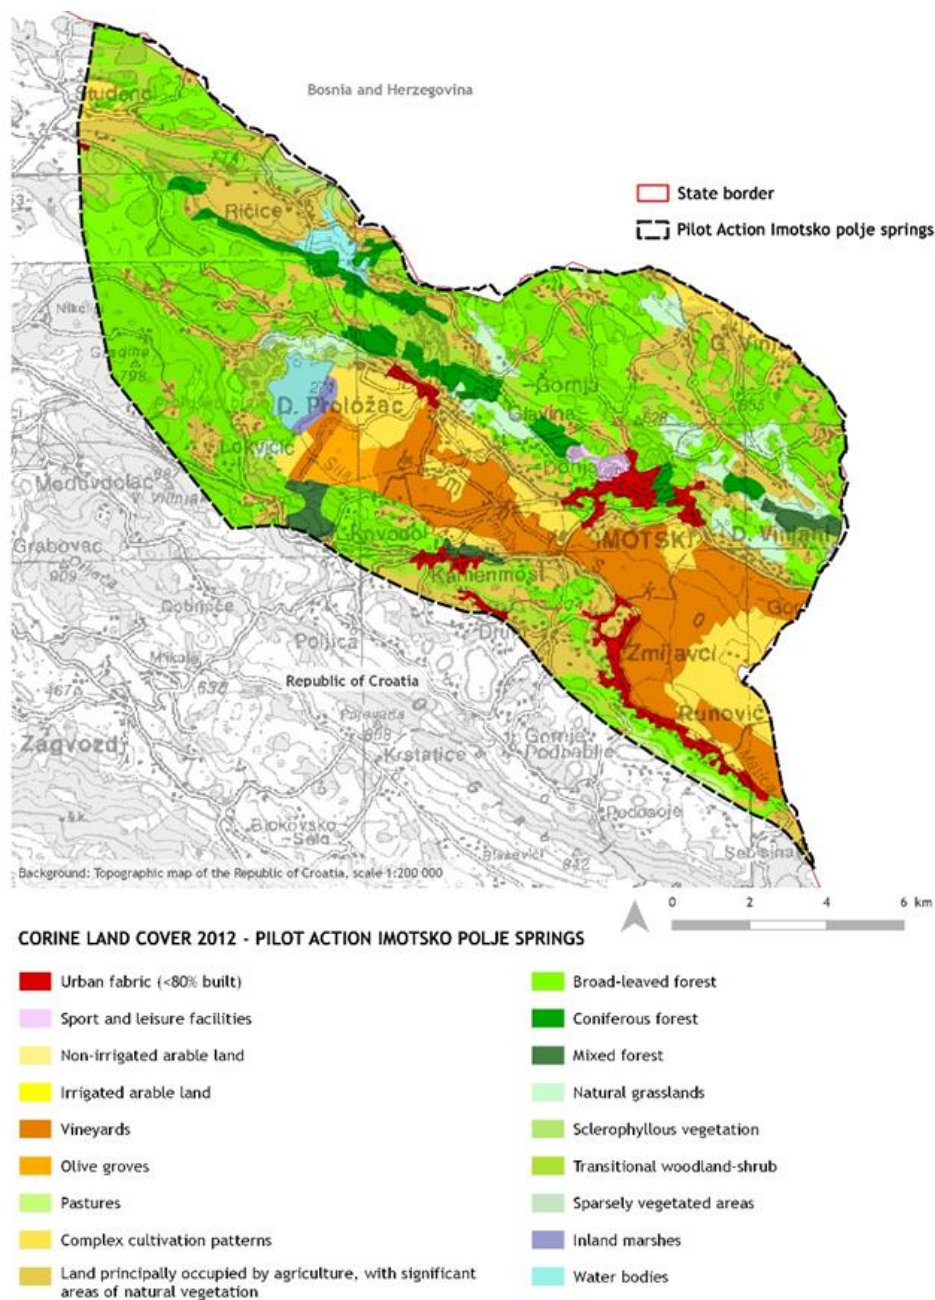 Bosnia and Herzegovina
Studenci
State border
Pilot Action Imotsko polje springs
Ričice
G. Vinjani
798
Gornja
D. Proložac
Glavina
Lokvičić
Donja
Medovdolac
Grabovac
Kamenmost
IMOTSKI
D. Vinjani
Zmijavci
Poljica
Republic of Croatia
Runović
Zagvozd
Krstatice
Gornje
Podbablje
Biokovsko
Selo
Podosoje
Background: Topographic map of the Republic of Croatia, scale 1:200 000
0 2 4 6 km
CORINE LAND COVER 2012 - PILOT ACTION IMOTSKO POLJE SPRINGS
Urban fabric (<80% built)
Sport and leisure facilities
Non-irrigated arable land
Irrigated arable land
Vineyards
Olive groves
Pastures
Complex cultivation patterns
Land principally occupied by agriculture, with significant
areas of natural vegetation
Broad-leaved forest
Coniferous forest
Mixed forest
Natural grasslands
Sclerophyllous vegetation
Transitional woodland-shrub
Sparsely vegetated areas
Inland marshes
Water bodies